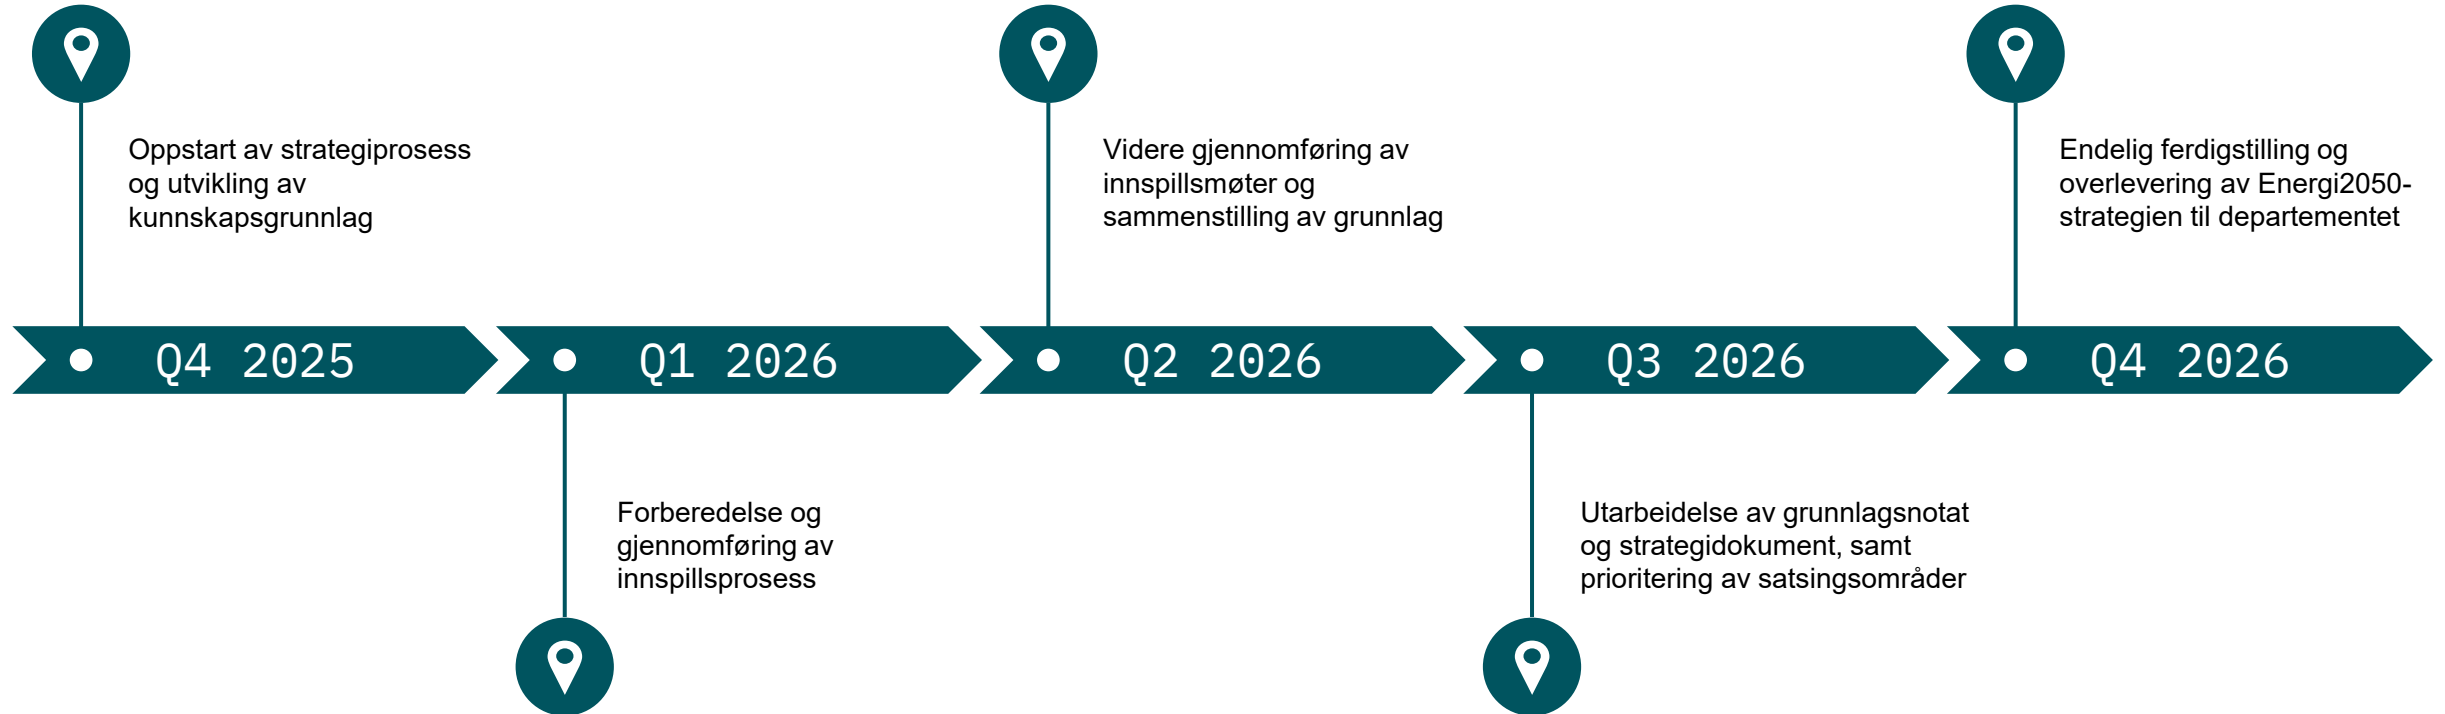 Oppstart av strategiprosess
og utvikling av
kunnskapsgrunnlag
Videre gjennomføring av
innspillsmøter og
sammenstilling av grunnlag
Endelig ferdigstilling og
overlevering av Energi2050-
strategien til departementet
Q4 2025
Q1 2026
Q2 2026
Q3 2026
Q4 2026
Forberedelse og
gjennomføring av
innspillsprosess
Utarbeidelse av grunnlagsnotat
og strategidokument, samt
prioritering av satsingsområder